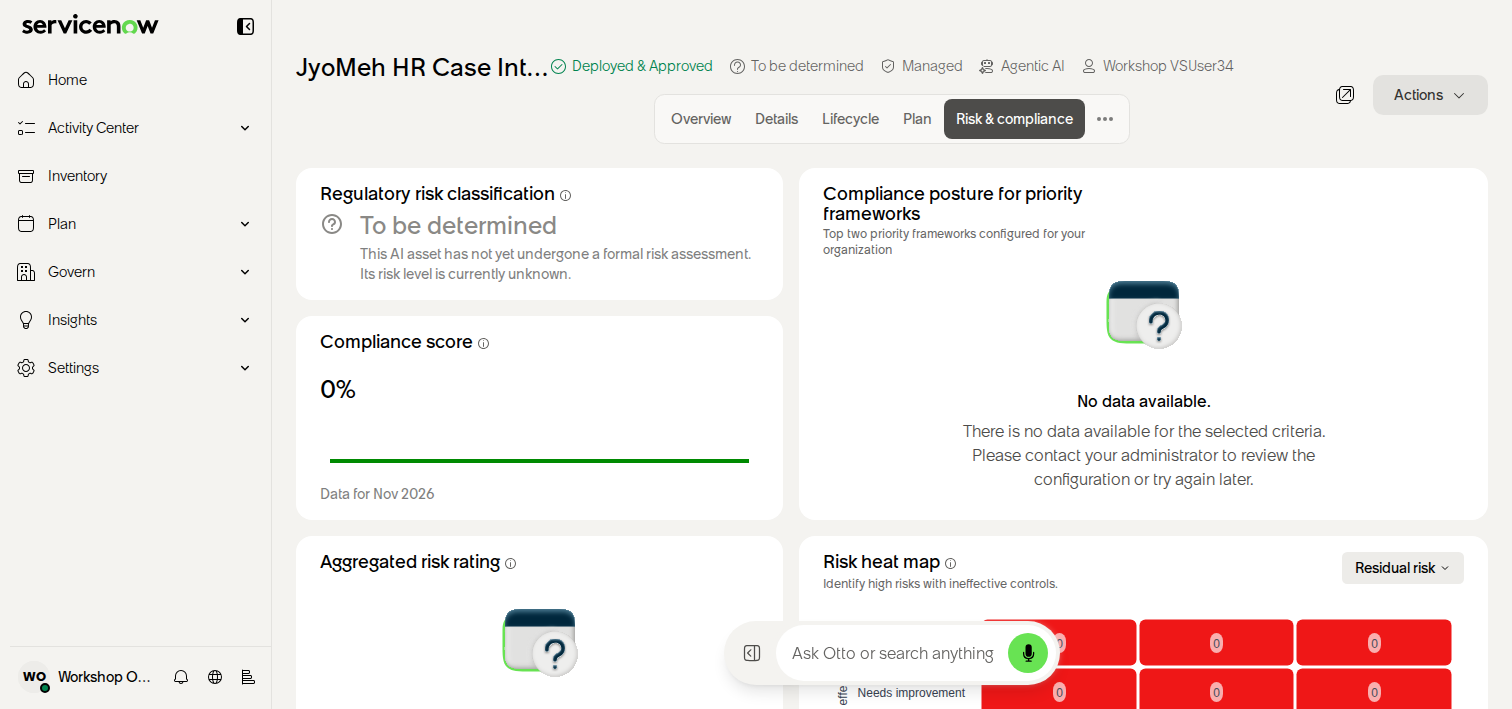 servicenow
Home
Activity Center
Inventory
Plan
Govern
Insights
Settings
WO Workshop O...
JyoMeh HR Case Int...
Deployed & Approved
To be determined
Managed
Agentic AI
Workshop VSUser34
Actions
Overview
Details
Lifecycle
Plan
Risk & compliance
Regulatory risk classification
To be determined
This AI asset has not yet undergone a formal risk assessment.
Its risk level is currently unknown.
Compliance score
0%
Data for Nov 2026
Aggregated risk rating
Compliance posture for priority
frameworks
Top two priority frameworks configured for your
organization
No data available.
There is no data available for the selected criteria.
Please contact your administrator to review the
configuration or try again later.
Risk heat map
Identify high risks with ineffective controls.
Residual risk
0 0 0
Needs improvement 0 0 0
Ask Otto or search anything